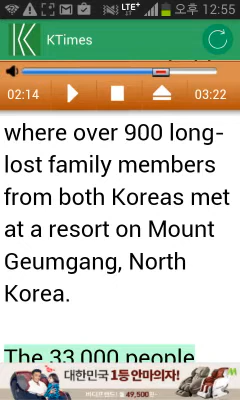 LTE
오후 12:55
KTimes
02:14
03:22
where over 900 long-
lost family members
from both Koreas met
at a resort on Mount
Geumgang, North
Korea.
The 33,000 people
대한민국 1등 안마의자!
49,500